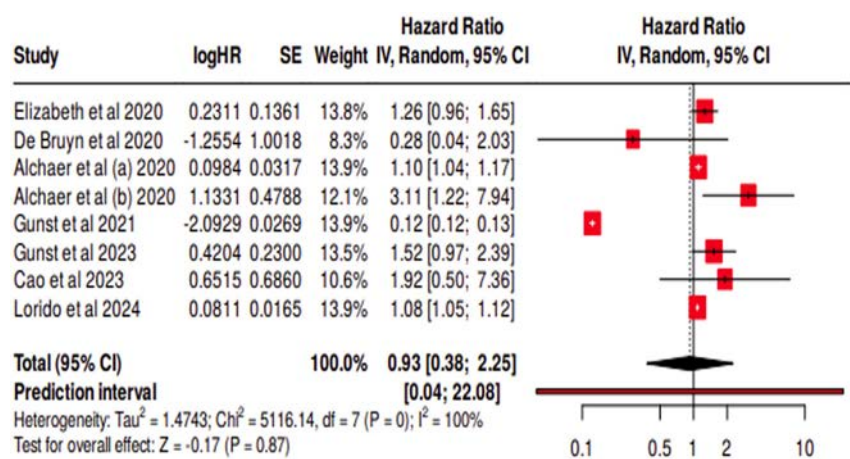 Hazard Ratio Hazard Ratio
Study logHR SE Weight IV, Random, 95% CI IV, Random, 95% CI
Elizabeth et al 2020 0.2311 0.1361 13.8% 1.26 [0.96; 1.65]
De Bruyn et al 2020 -1.2554 1.0018 8.3% 0.28 [0.04; 2.03]
Alchaer et al (a) 2020 0.0984 0.0317 13.9% 1.10 [1.04; 1.17]
Alchaer et al (b) 2020 1.1331 0.4788 12.1% 3.11 [1.22; 7.94]
Gunst et al 2021 -2.0929 0.0269 13.9% 0.12 [0.12; 0.13]
Gunst et al 2023 0.4204 0.2300 13.5% 1.52 [0.97; 2.39]
Cao et al 2023 0.6515 0.6860 10.6% 1.92 [0.50; 7.36]
Lorido et al 2024 0.0811 0.0165 13.9% 1.08 [1.05; 1.12]
Total (95% CI) 100.0% 0.93 [0.38; 2.25]
Prediction interval [0.04; 22.08]
Heterogeneity: Tau² = 1.4743; Chi² = 5116.14, df = 7 (P = 0); I² = 100%
Test for overall effect: Z = -0.17 (P = 0.87)
0.1 0.5 1 2 10